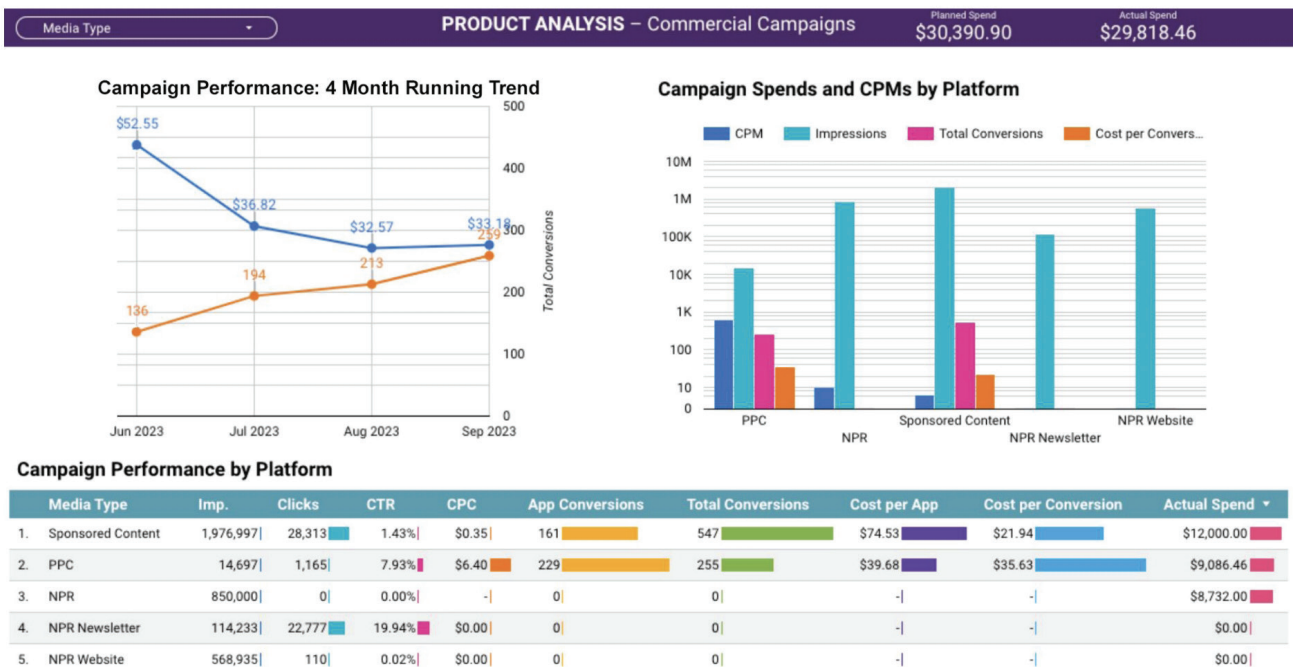 Media Type
PRODUCT ANALYSIS – Commercial Campaigns
Planned Spend
$30,390.90
Actual Spend
$29,818.46
Campaign Performance: 4 Month Running Trend
500
400
300
200
100
0
Total Conversions
$52.55
$36.82
$32.57
$33.18
136
194
213
259
Jun 2023 Jul 2023 Aug 2023 Sep 2023
Campaign Spends and CPMs by Platform
CPM Impressions Total Conversions Cost per Convers...
10M
1M
100K
10K
1K
100
10
0
PPC
NPR
Sponsored Content
NPR Newsletter
NPR Website
Campaign Performance by Platform
Media Type Imp. Clicks CTR CPC App Conversions Total Conversions Cost per App Cost per Conversion Actual Spend
1. Sponsored Content 1,976,997 28,313 1.43% $0.35 161 547 $74.53 $21.94 $12,000.00
2. PPC 14,697 1,165 7.93% $6.40 229 255 $39.68 $35.63 $9,086.46
3. NPR 850,000 0 0.00% - 0 0 - - $8,732.00
4. NPR Newsletter 114,233 22,777 19.94% $0.00 0 0 - - $0.00
5. NPR Website 568,935 110 0.02% $0.00 0 0 - - $0.00